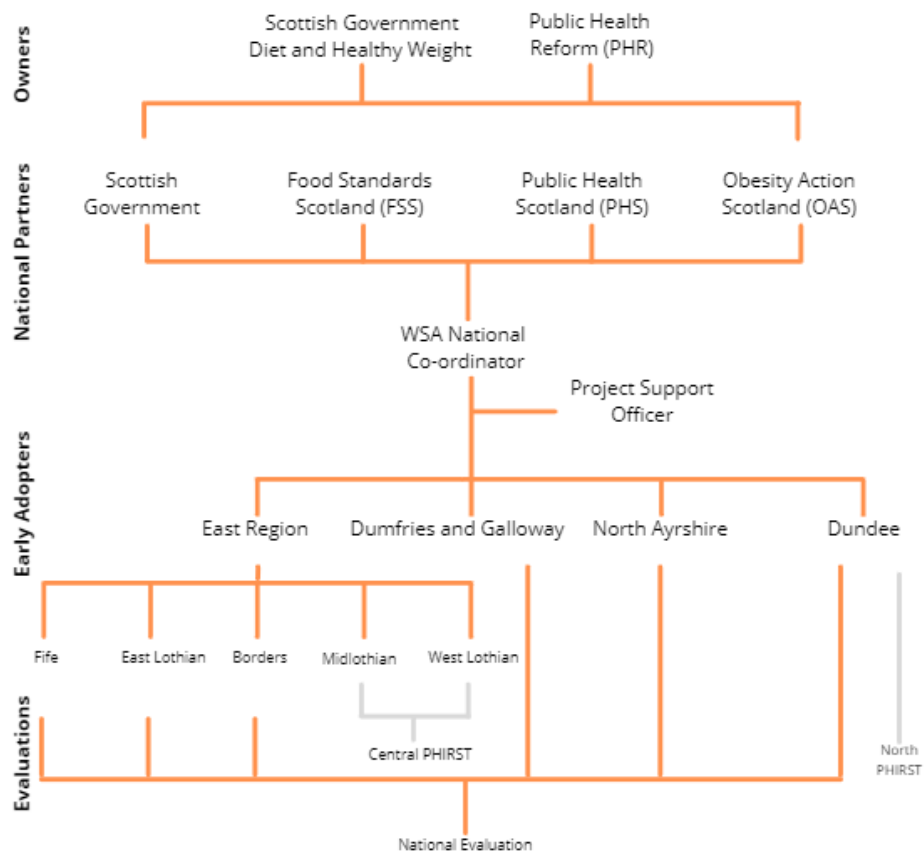 Owners
Scottish Government
Diet and Healthy Weight
Public Health
Reform (PHR)
National Partners
Scottish
Government
Food Standards
Scotland (FSS)
Public Health
Scotland (PHS)
Obesity Action
Scotland (OAS)
WSA National
Co-ordinator
Project Support
Officer
Early Adopters
East Region
Dumfries and Galloway
North Ayrshire
Dundee
Fife
East Lothian
Borders
Midlothian
West Lothian
Evaluations
Central PHIRST
North
PHIRST
National Evaluation